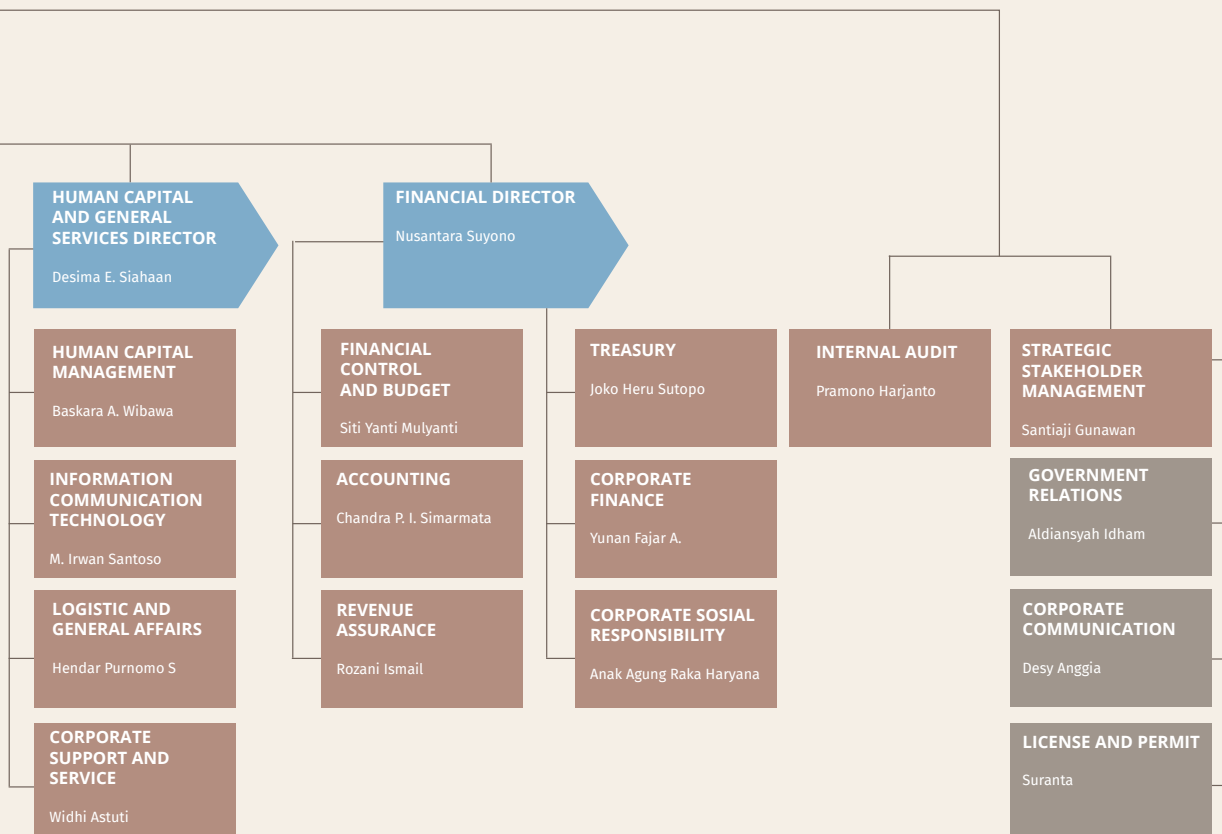 HUMAN CAPITAL
AND GENERAL
SERVICES DIRECTOR
Desima E. Siahaan
HUMAN CAPITAL
MANAGEMENT
Baskara A. Wibawa
INFORMATION
COMMUNICATION
TECHNOLOGY
M. Irwan Santoso
LOGISTIC AND
GENERAL AFFAIRS
Hendar Purnomo S
CORPORATE
SUPPORT AND
SERVICE
Widhi Astuti
FINANCIAL DIRECTOR
Nusantara Suyono
FINANCIAL
CONTROL
AND BUDGET
Siti Yanti Mulyanti
ACCOUNTING
Chandra P. I. Simarmata
REVENUE
ASSURANCE
Rozani Ismail
TREASURY
Joko Heru Sutopo
CORPORATE
FINANCE
Yunan Fajar A.
CORPORATE SOSIAL
RESPONSIBILITY
Anak Agung Raka Haryana
INTERNAL AUDIT
Pramono Harjanto
STRATEGIC
STAKEHOLDER
MANAGEMENT
Santiaji Gunawan
GOVERNMENT
RELATIONS
Aldiansyah Idham
CORPORATE
COMMUNICATION
Desy Anggia
LICENSE AND PERMIT
Suranta